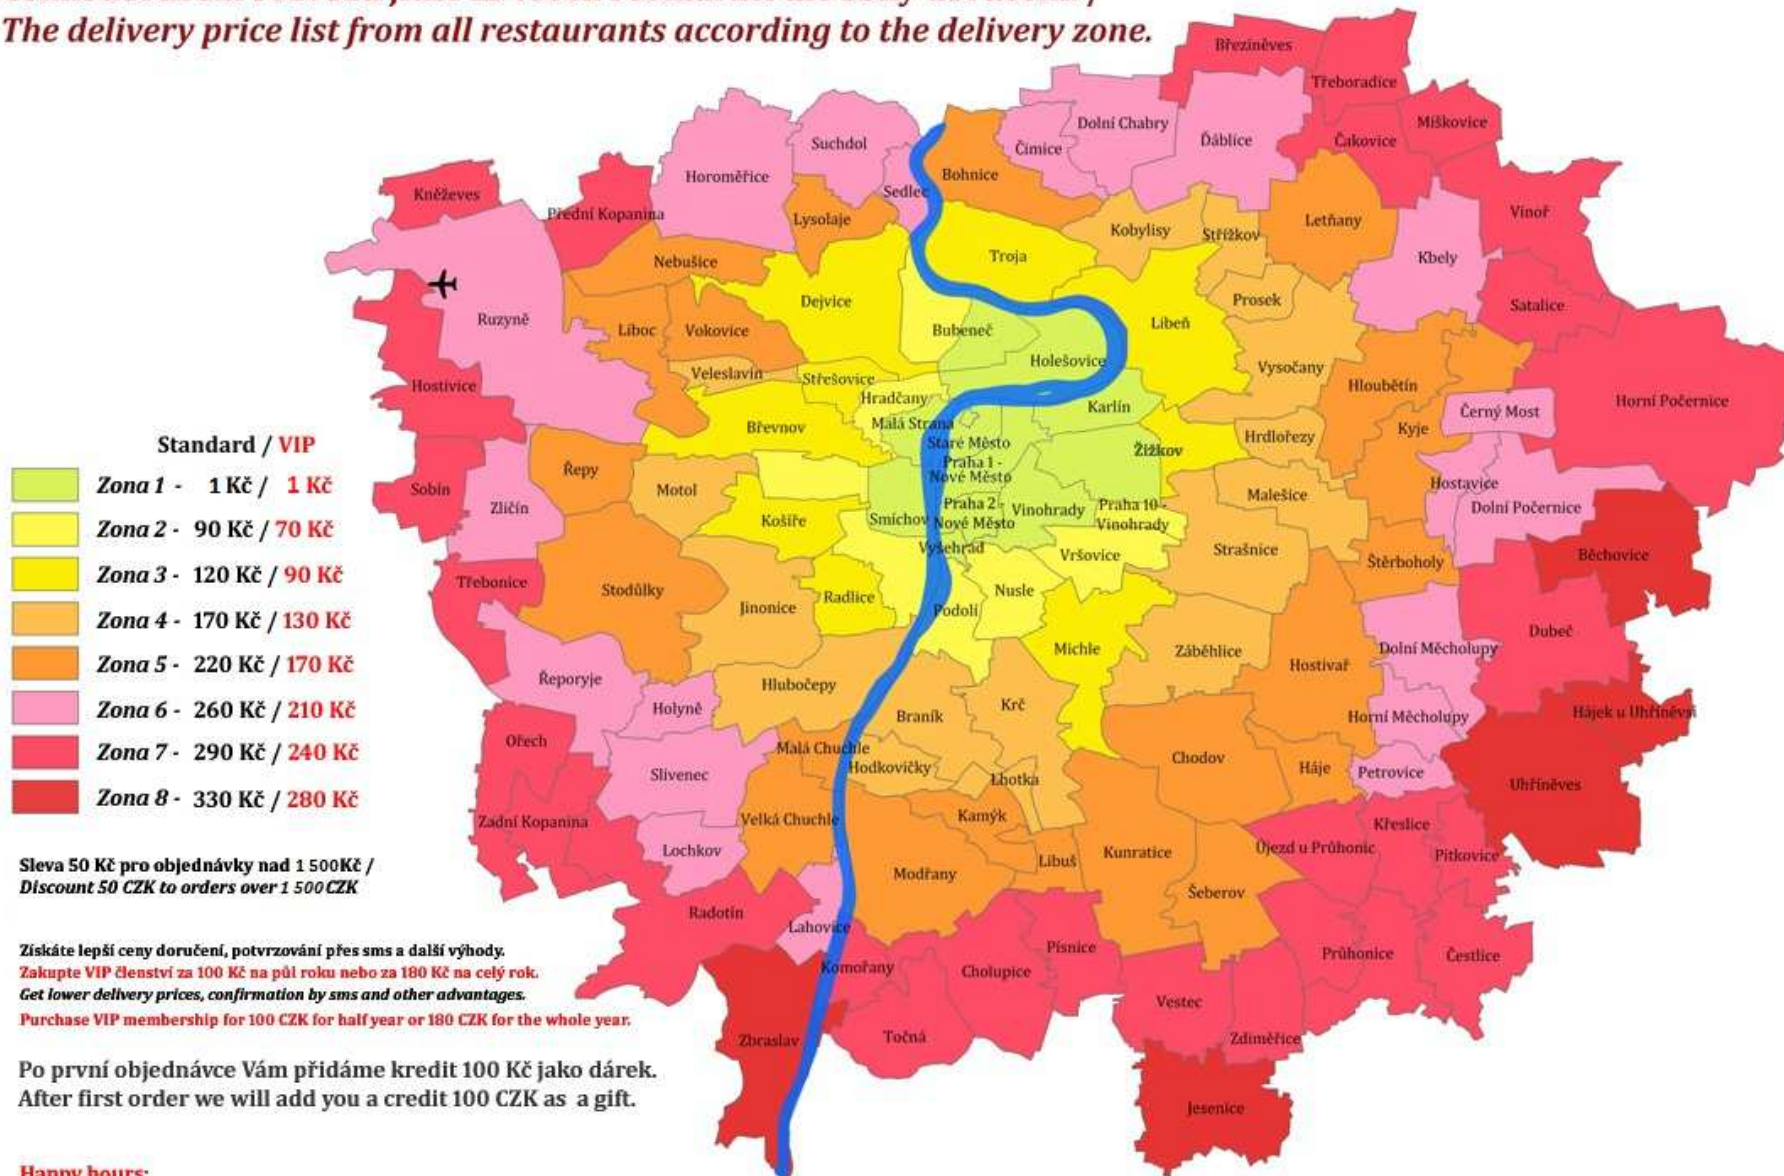 The delivery price list from all restaurants according to the delivery zone.
Březiněves
Třeboradice
Miškovice
Čakovice
Ďáblice
Dolní Chabry
Čimice
Bohnice
Suchdol
Sedlec
Horoměřice
Lysolaje
Přední Kopanina
Kněževes
Nebušice
Ruzyně
Liboc
Vokovice
Dejvice
Bubeneč
Troja
Kobylisy
Střížkov
Letňany
Kbely
Vinoř
Satalice
Prosek
Libeň
Holešovice
Vysočany
Hloubětín
Horní Počernice
Hostivice
Veleslavín
Střešovice
Hradčany
Karlín
Černý Most
Břevnov
Malá Strana
Staré Město
Žižkov
Hrdlořezy
Kyje
Praha 1 -
Nové Město
Řepy
Motol
Sobín
Zličín
Košíře
Smíchov
Praha 2 -
Nové Město
Vinohrady
Praha 10 -
Vinohrady
Malešice
Hostavice
Dolní Počernice
Vyšehrad
Vršovice
Strašnice
Štěrboholy
Běchovice
Třebonice
Stodůlky
Jinonice
Radlice
Podolí
Nusle
Michle
Záběhlice
Hostivař
Dolní Měcholupy
Dubeč
Řeporyje
Holyně
Hlubočepy
Braník
Krč
Horní Měcholupy
Hájek u Uhříněvsi
Ořech
Slivenec
Malá Chuchle
Hodkovičky
Lhotka
Chodov
Háje
Petrovice
Uhříněves
Zadní Kopanina
Velká Chuchle
Kamýk
Lochkov
Modřany
Libuš
Kunratice
Šeberov
Újezd u Průhonic
Křeslice
Pitkovice
Radotín
Lahovice
Komořany
Cholupice
Písnice
Průhonice
Čestlice
Vestec
Zdiměřice
Zbraslav
Točná
Jesenice
Standard / VIP
Zona 1 - 1 Kč / 1 Kč
Zona 2 - 90 Kč / 70 Kč
Zona 3 - 120 Kč / 90 Kč
Zona 4 - 170 Kč / 130 Kč
Zona 5 - 220 Kč / 170 Kč
Zona 6 - 260 Kč / 210 Kč
Zona 7 - 290 Kč / 240 Kč
Zona 8 - 330 Kč / 280 Kč
Sleva 50 Kč pro objednávky nad 1 500Kč /
Discount 50 CZK to orders over 1 500CZK
Získáte lepší ceny doručení, potvrzování přes sms a další výhody.
Zakupte VIP členství za 100 Kč na půl roku nebo za 180 Kč na celý rok.
Get lower delivery prices, confirmation by sms and other advantages.
Purchase VIP membership for 100 CZK for half year or 180 CZK for the whole year.
Po první objednávce Vám přidáme kredit 100 Kč jako dárek.
After first order we will add you a credit 100 CZK as a gift.
Happy hours: